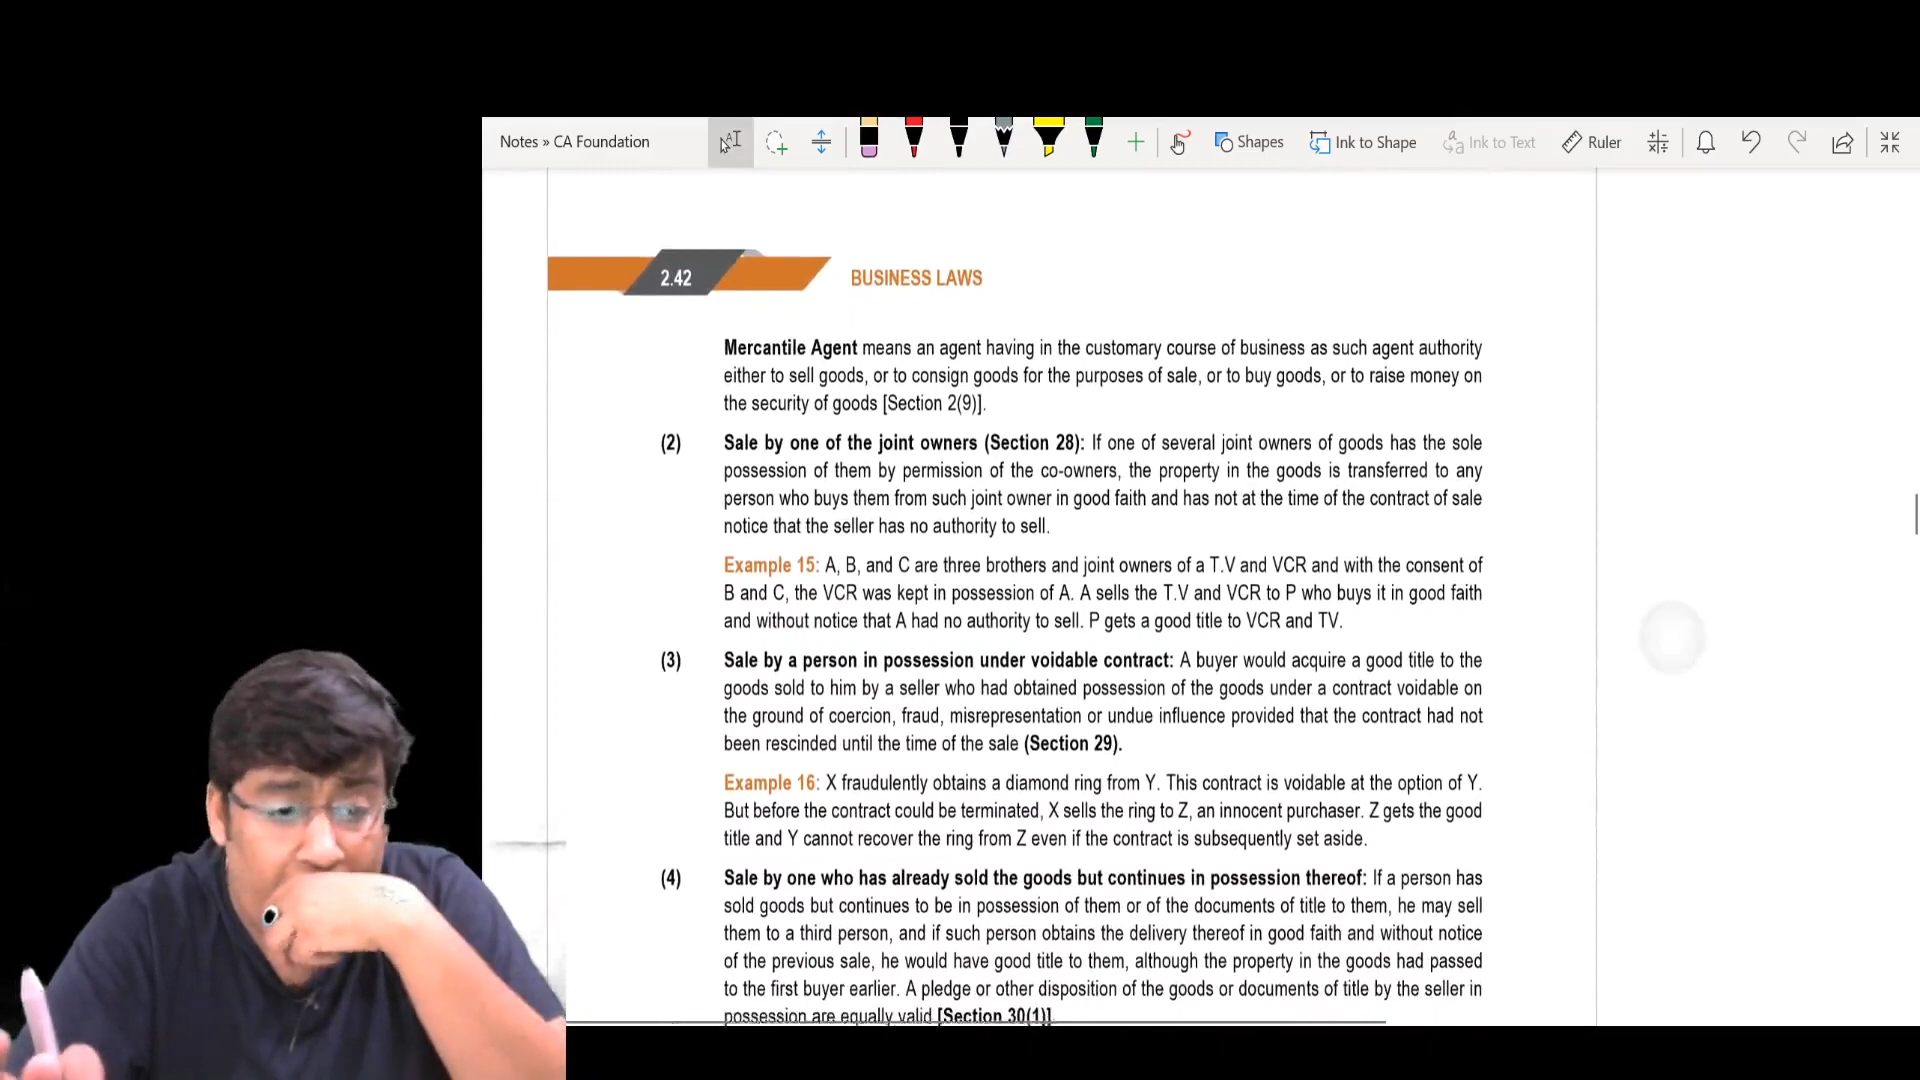 Notes » CA Foundation
Shapes
Ink to Shape
Ink to Text
Ruler
2.42
BUSINESS LAWS
Mercantile Agent means an agent having in the customary course of business as such agent authority
either to sell goods, or to consign goods for the purposes of sale, or to buy goods, or to raise money on
the security of goods [Section 2(9)].
(2) Sale by one of the joint owners (Section 28): If one of several joint owners of goods has the sole
possession of them by permission of the co-owners, the property in the goods is transferred to any
person who buys them from such joint owner in good faith and has not at the time of the contract of sale
notice that the seller has no authority to sell.
Example 15: A, B, and C are three brothers and joint owners of a T.V and VCR and with the consent of
B and C, the VCR was kept in possession of A. A sells the T.V and VCR to P who buys it in good faith
and without notice that A had no authority to sell. P gets a good title to VCR and TV.
(3) Sale by a person in possession under voidable contract: A buyer would acquire a good title to the
goods sold to him by a seller who had obtained possession of the goods under a contract voidable on
the ground of coercion, fraud, misrepresentation or undue influence provided that the contract had not
been rescinded until the time of the sale (Section 29).
Example 16: X fraudulently obtains a diamond ring from Y. This contract is voidable at the option of Y.
But before the contract could be terminated, X sells the ring to Z, an innocent purchaser. Z gets the good
title and Y cannot recover the ring from Z even if the contract is subsequently set aside.
(4) Sale by one who has already sold the goods but continues in possession thereof: If a person has
sold goods but continues to be in possession of them or of the documents of title to them, he may sell
them to a third person, and if such person obtains the delivery thereof in good faith and without notice
of the previous sale, he would have good title to them, although the property in the goods had passed
to the first buyer earlier. A pledge or other disposition of the goods or documents of title by the seller in
possession are equally valid [Section 30(1)]